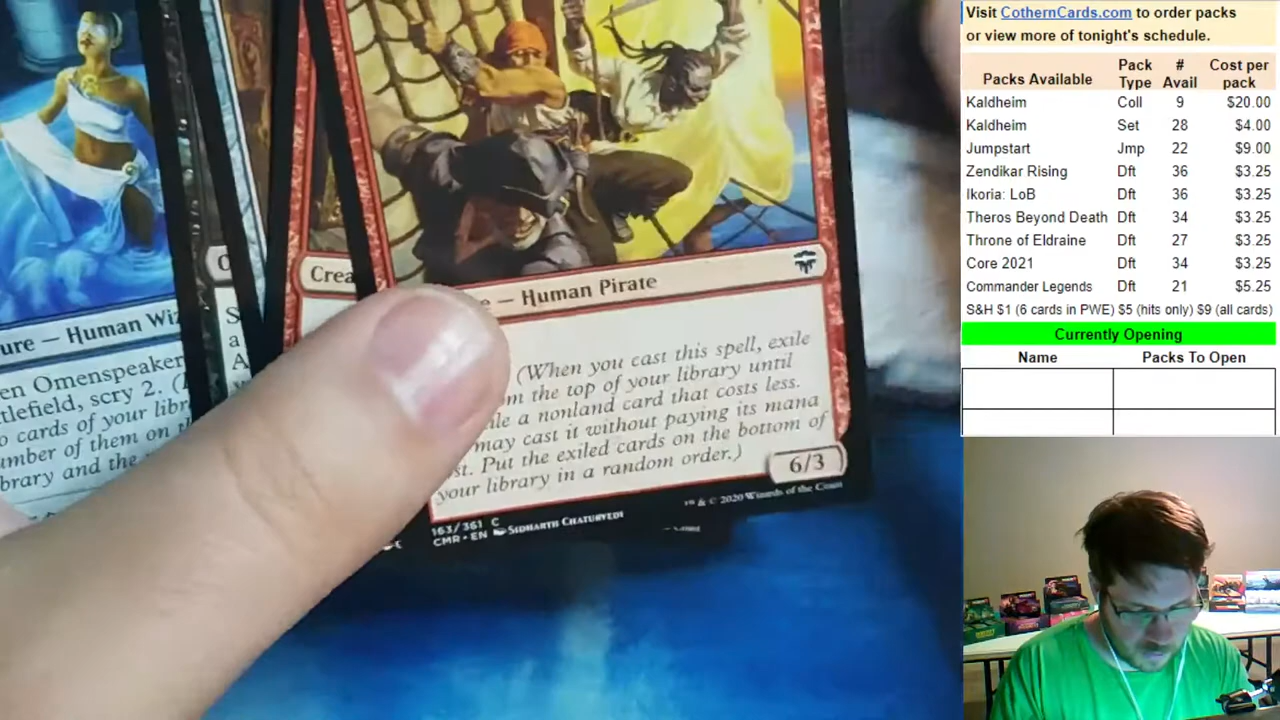 ure — Human Wiz
en Omenspeaker
tlefield, scry 2. (
o cards of your libr
umber of them on t
brary and the
Crea
e — Human Pirate
(When you cast this spell, exile
om the top of your library until
ile a nonland card that costs less.
may cast it without paying its mana
st. Put the exiled cards on the bottom of
your library in a random order.)
6/3
163/361 C
CMR • EN SIDHARTH CHATURVEDI
™ & © 2020 Wizards of the Coast
Visit CothernCards.com to order packs
or view more of tonight's schedule.
Packs Available Pack Type # Avail Cost per pack
Kaldheim Coll 9 $20.00
Kaldheim Set 28 $4.00
Jumpstart Jmp 22 $9.00
Zendikar Rising Dft 36 $3.25
Ikoria: LoB Dft 36 $3.25
Theros Beyond Death Dft 34 $3.25
Throne of Eldraine Dft 27 $3.25
Core 2021 Dft 34 $3.25
Commander Legends Dft 21 $5.25
S&H $1 (6 cards in PWE) $5 (hits only) $9 (all cards)
Currently Opening
Name Packs To Open